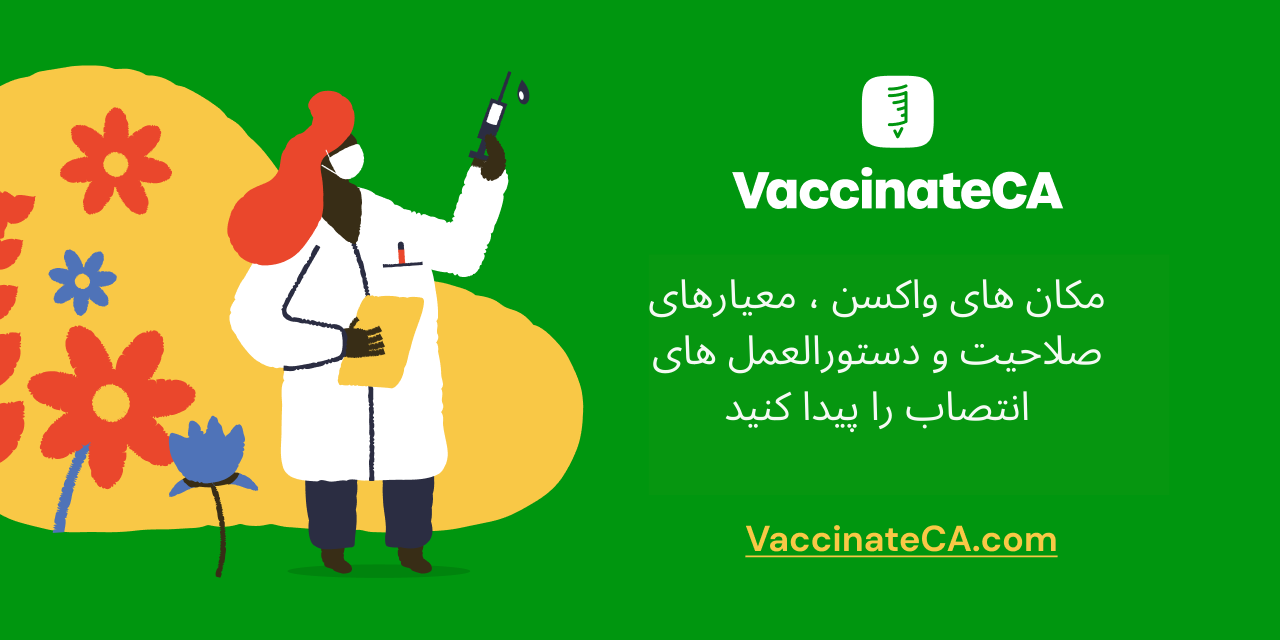 VaccinateCA
مکان های واکسن ، معیارهای
صلاحیت و دستورالعمل های
انتصاب را پیدا کنید
VaccinateCA.com